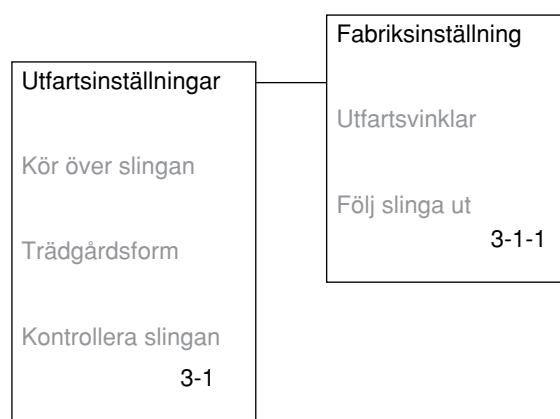 Utfartsinställningar
Kör över slingan
Trädgårdsform
Kontrollera slingan
3-1
Fabriksinställning
Utfartsvinklar
Följ slinga ut
3-1-1